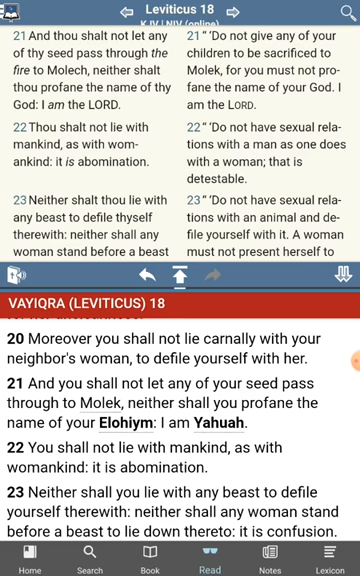 Leviticus 18
KJV | NIV (online)
21 And thou shalt not let any
of thy seed pass through the
fire to Molech, neither shalt
thou profane the name of thy
God: I am the LORD.
22 Thou shalt not lie with
mankind, as with wom-
ankind: it is abomination.
23 Neither shalt thou lie with
any beast to defile thyself
therewith: neither shall any
woman stand before a beast
21 “ ‘Do not give any of your
children to be sacrificed to
Molek, for you must not pro-
fane the name of your God. I
am the LORD.
22 “ ‘Do not have sexual rela-
tions with a man as one does
with a woman; that is
detestable.
23 “ ‘Do not have sexual rela-
tions with an animal and de-
file yourself with it. A woman
must not present herself to
VAYIQRA (LEVITICUS) 18
20 Moreover you shall not lie carnally with your
neighbor's woman, to defile yourself with her.
21 And you shall not let any of your seed pass
through to Molek, neither shall you profane the
name of your Elohiym: I am Yahuah.
22 You shall not lie with mankind, as with
womankind: it is abomination.
23 Neither shall you lie with any beast to defile
yourself therewith: neither shall any woman stand
before a beast to lie down thereto: it is confusion.
Home
Search
Book
Read
Notes
Lexicon